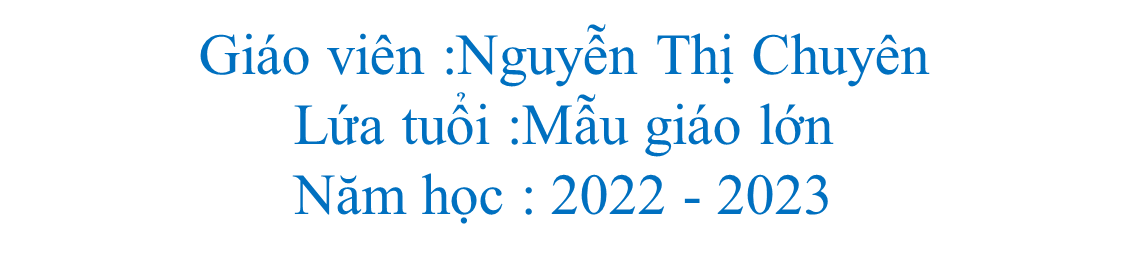 Giáo viên :Nguyễn Thị Chuyên
Lứa tuổi :Mẫu giáo lớn
Năm học : 2022 - 2023